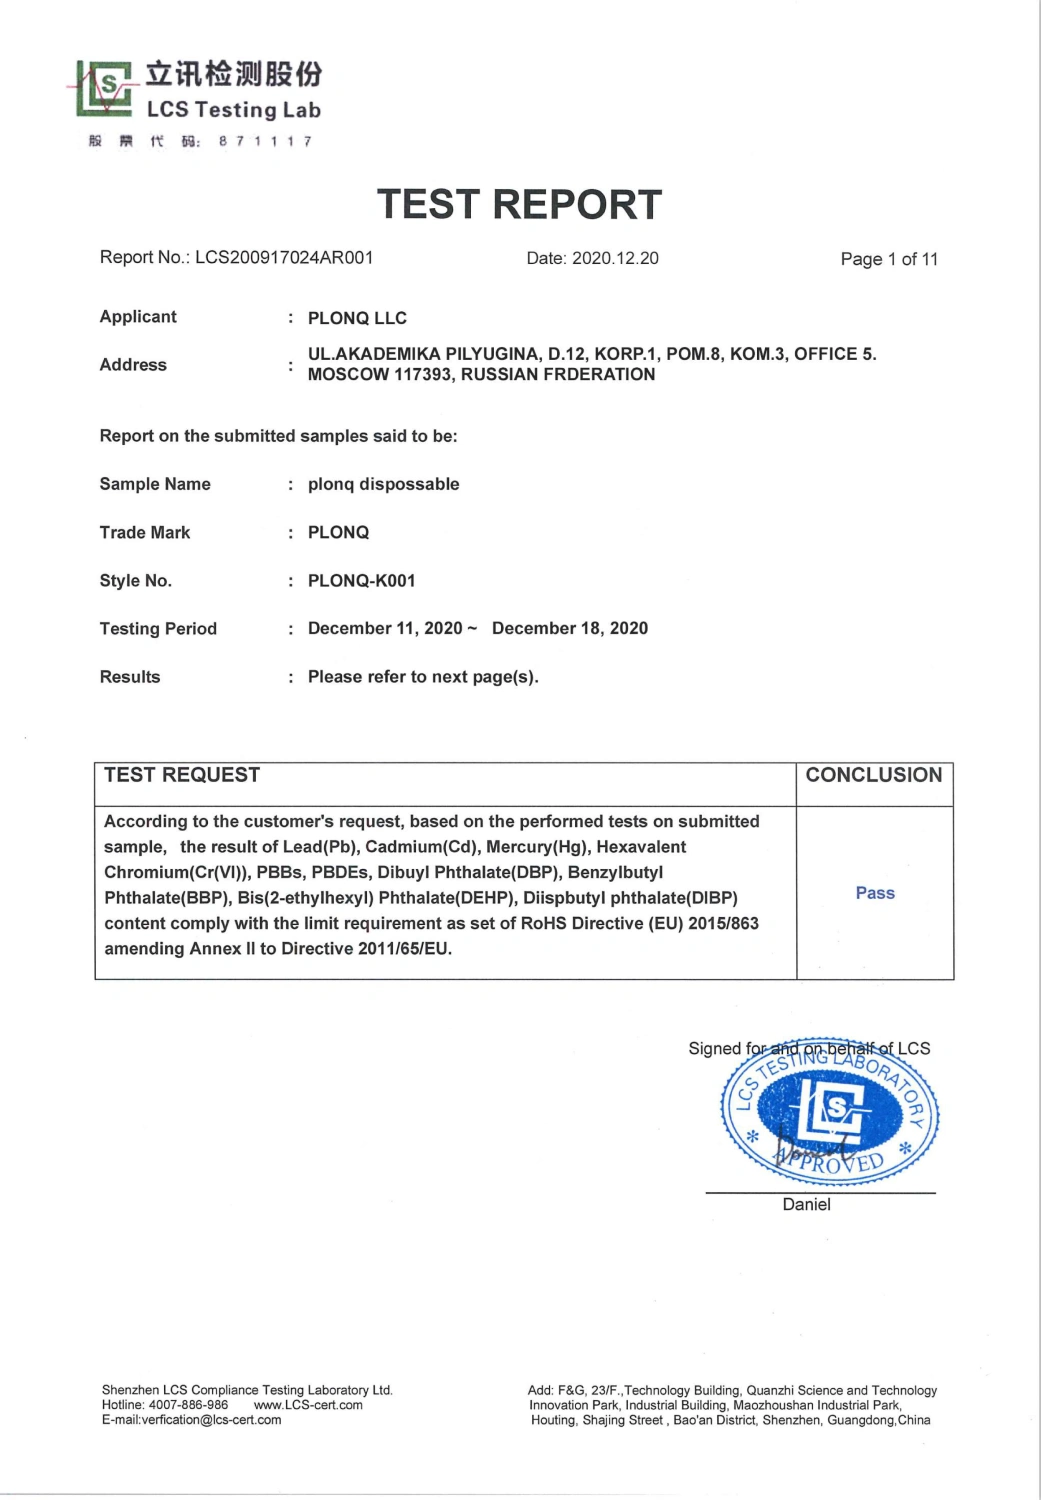 立讯检测股份
LCS Testing Lab
股 票 代 码: 8 7 1 1 1 7
TEST REPORT
Report No.: LCS200917024AR001 Date: 2020.12.20 Page 1 of 11
Applicant : PLONQ LLC
Address : UL.AKADEMIKA PILYUGINA, D.12, KORP.1, POM.8, KOM.3, OFFICE 5.
MOSCOW 117393, RUSSIAN FRDERATION
Report on the submitted samples said to be:
Sample Name : plonq dispossable
Trade Mark : PLONQ
Style No. : PLONQ-K001
Testing Period : December 11, 2020 ~ December 18, 2020
Results : Please refer to next page(s).
TEST REQUEST CONCLUSION
According to the customer's request, based on the performed tests on submitted
sample, the result of Lead(Pb), Cadmium(Cd), Mercury(Hg), Hexavalent
Chromium(Cr(VI)), PBBs, PBDEs, Dibuyl Phthalate(DBP), Benzylbutyl
Phthalate(BBP), Bis(2-ethylhexyl) Phthalate(DEHP), Diispbutyl phthalate(DIBP)
content comply with the limit requirement as set of RoHS Directive (EU) 2015/863
amending Annex II to Directive 2011/65/EU.
Pass
Signed for and on behalf of LCS
LCS TESTING LABORATORY
LCS
Daniel
* APPROVED *
Daniel
Shenzhen LCS Compliance Testing Laboratory Ltd.
Hotline: 4007-886-986 www.LCS-cert.com
E-mail:verfication@lcs-cert.com
Add: F&G, 23/F.,Technology Building, Quanzhi Science and Technology
Innovation Park, Industrial Building, Maozhoushan Industrial Park,
Houting, Shajing Street , Bao'an District, Shenzhen, Guangdong,China